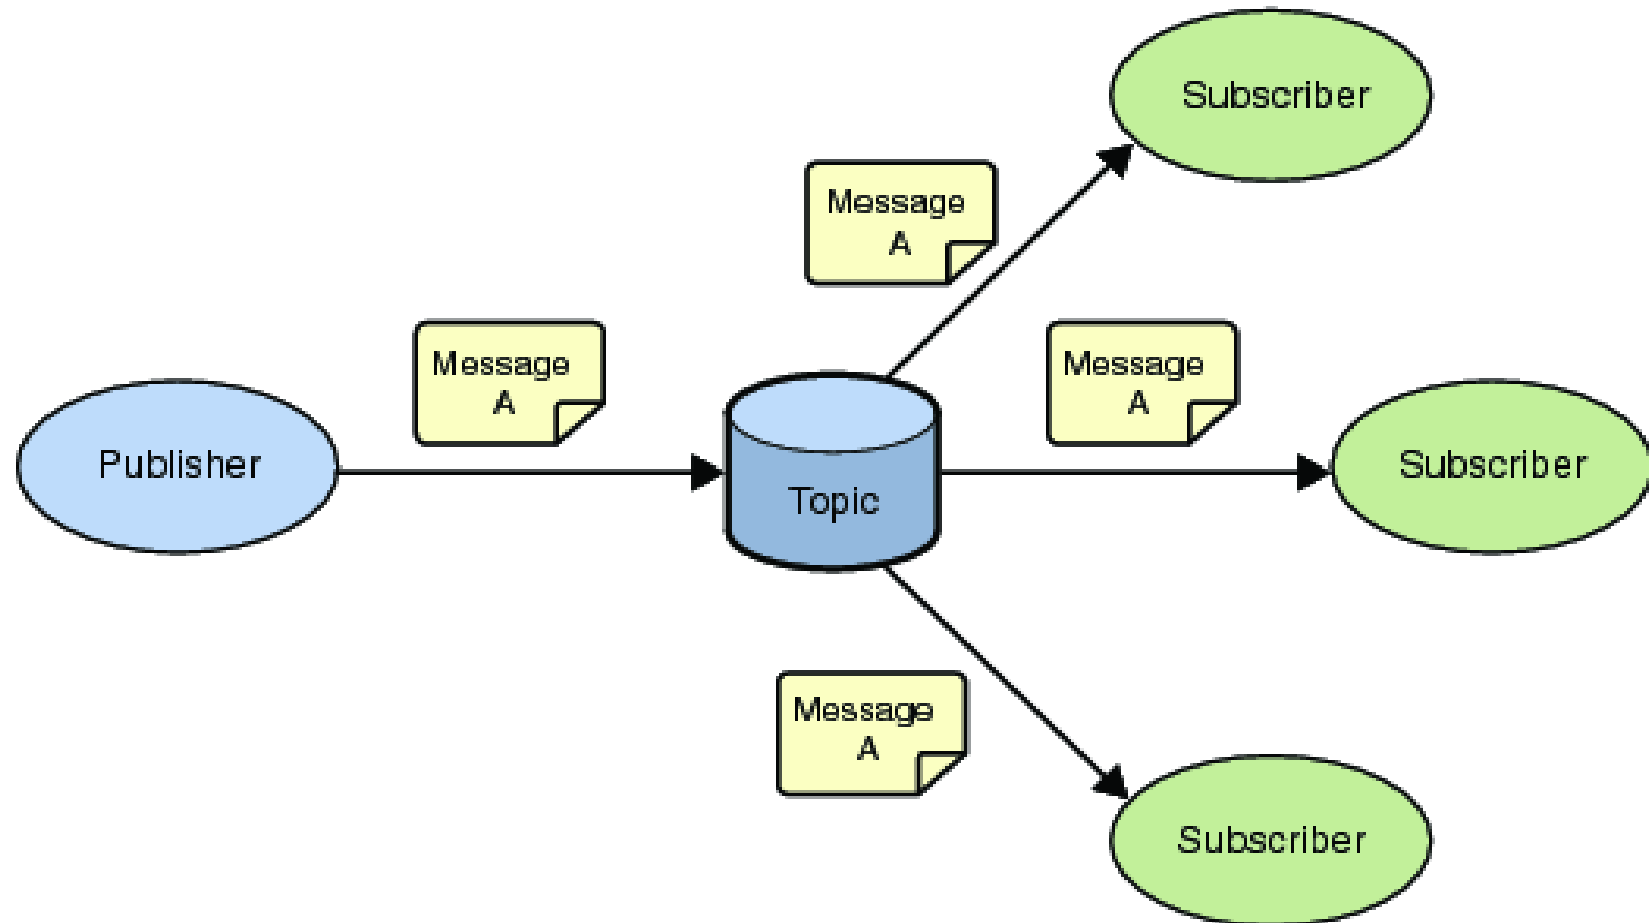 Subscriber
Message
A
Message
A
Message
A
Publisher
Topic
Subscriber
Message
A
Subscriber